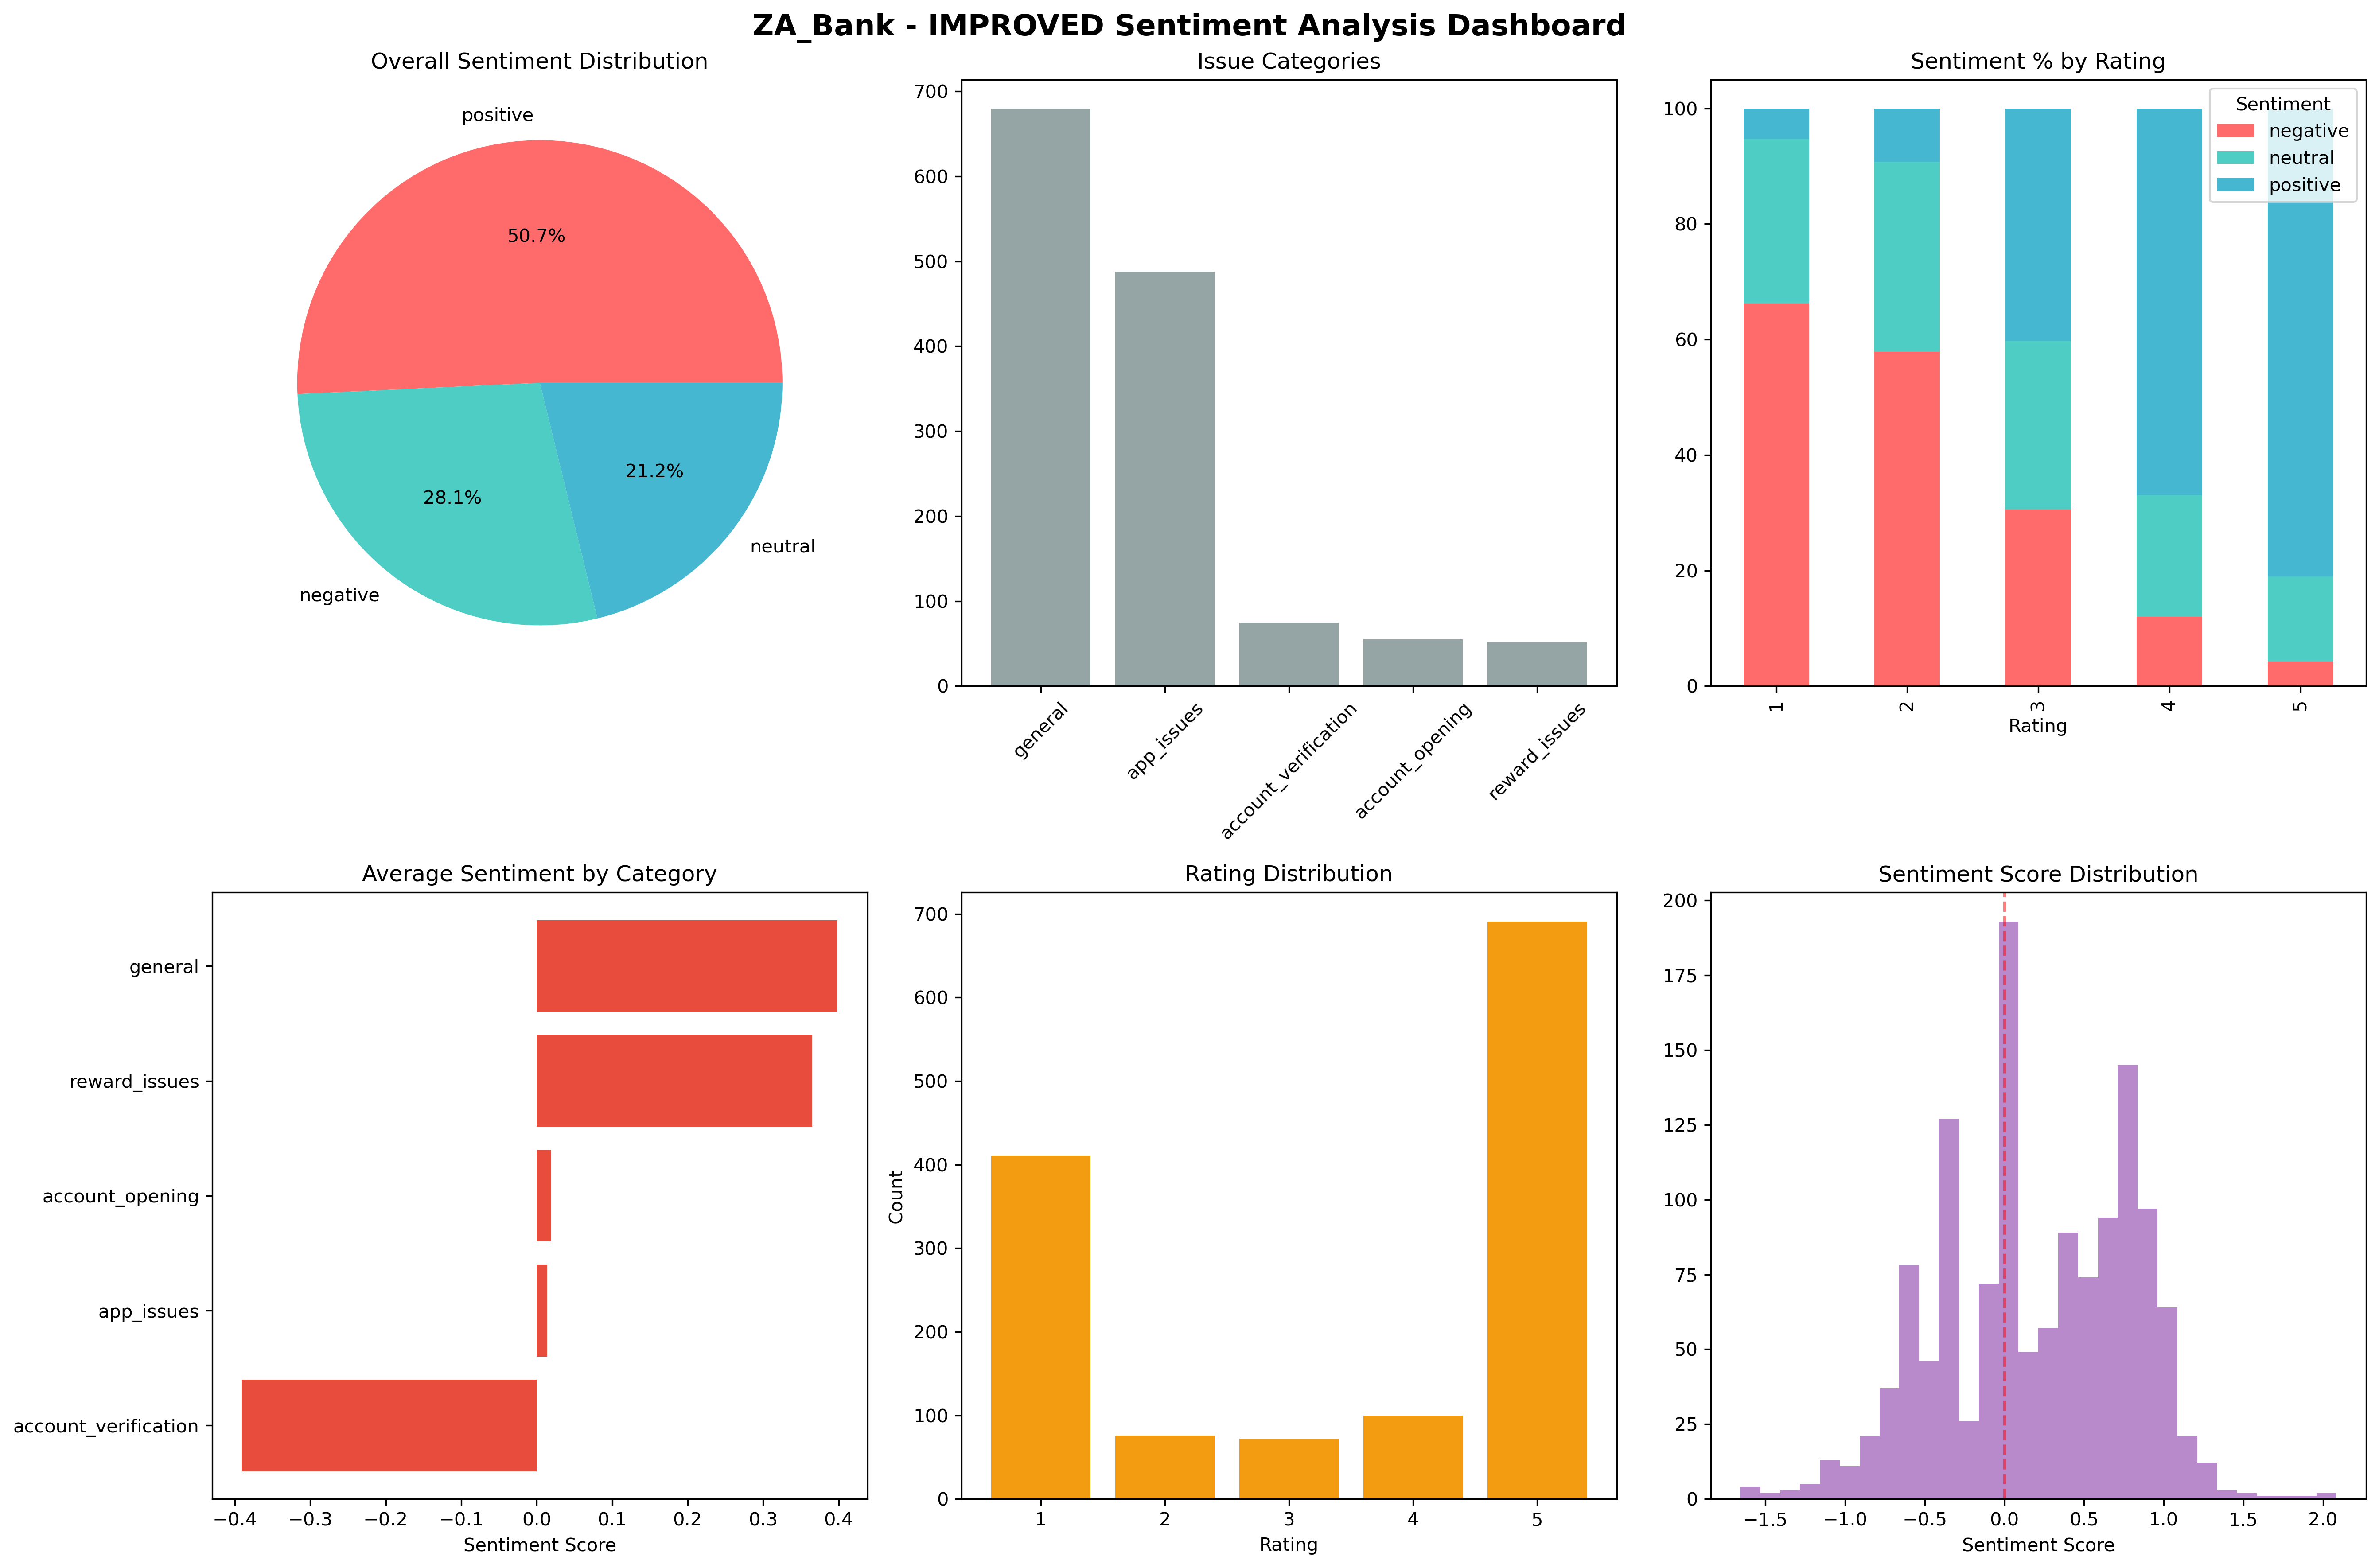 ZA_Bank - IMPROVED Sentiment Analysis Dashboard
Overall Sentiment Distribution
positive
50.7%
21.2%
28.1%
neutral
negative
Issue Categories
700
600
500
400
300
200
100
0
general
app_issues
account_verification
account_opening
reward_issues
Sentiment % by Rating
Sentiment
negative
neutral
positive
100
80
60
40
20
0
1
2
3
4
5
Rating
Average Sentiment by Category
general
reward_issues
account_opening
app_issues
account_verification
−0.4
−0.3
−0.2
−0.1
0.0
0.1
0.2
0.3
0.4
Sentiment Score
Rating Distribution
Count
700
600
500
400
300
200
100
0
1
2
3
4
5
Rating
Sentiment Score Distribution
200
175
150
125
100
75
50
25
0
−1.5
−1.0
−0.5
0.0
0.5
1.0
1.5
2.0
Sentiment Score